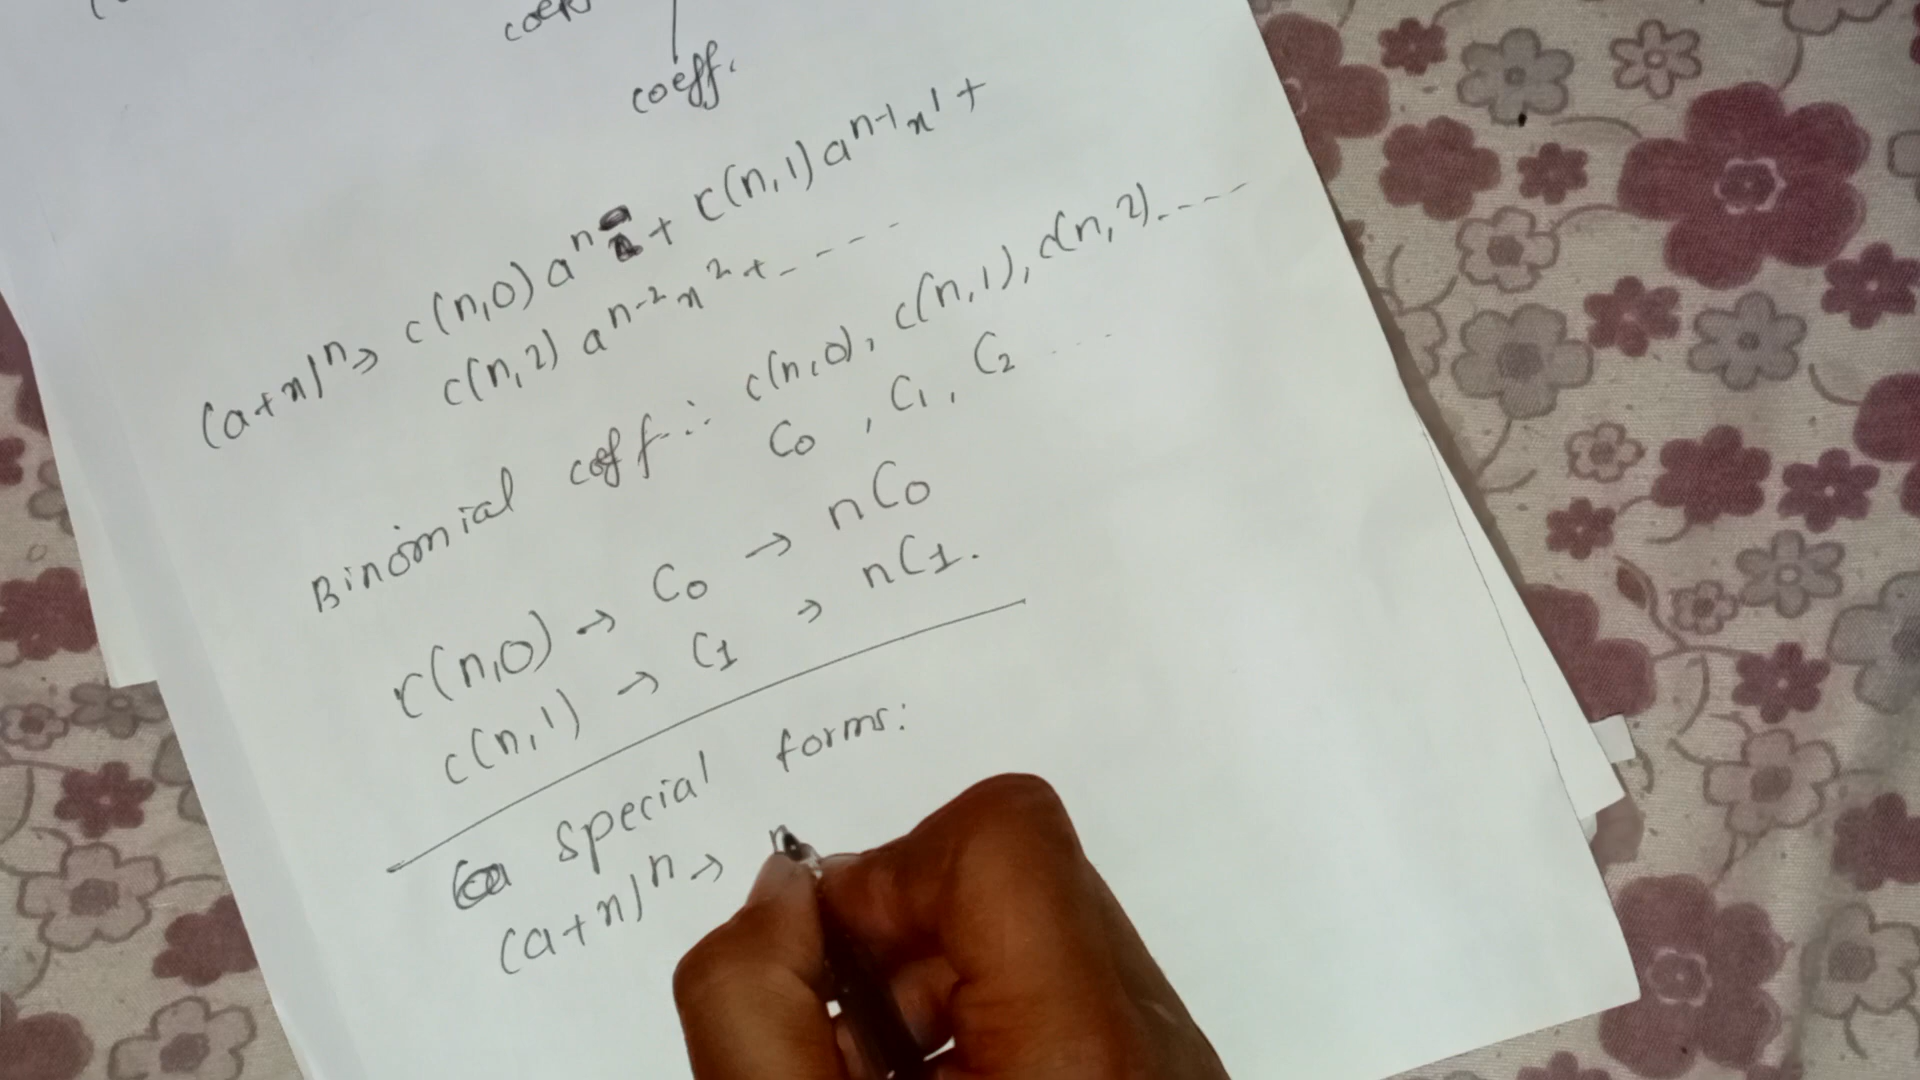 coeff.
(a+x)^n → c(n,0) a^n + c(n,1) a^n-1 x^1 +
c(n,2) a^n-2 x^2 + - - - - -
Binomial coeff-:- c(n,0), c(n,1), c(n,2).----
C0 , C1 , C2 ....
c(n,0) → C0 → nC0
c(n,1) → C1 → nC1.
special forms:
(a+x)^n → n